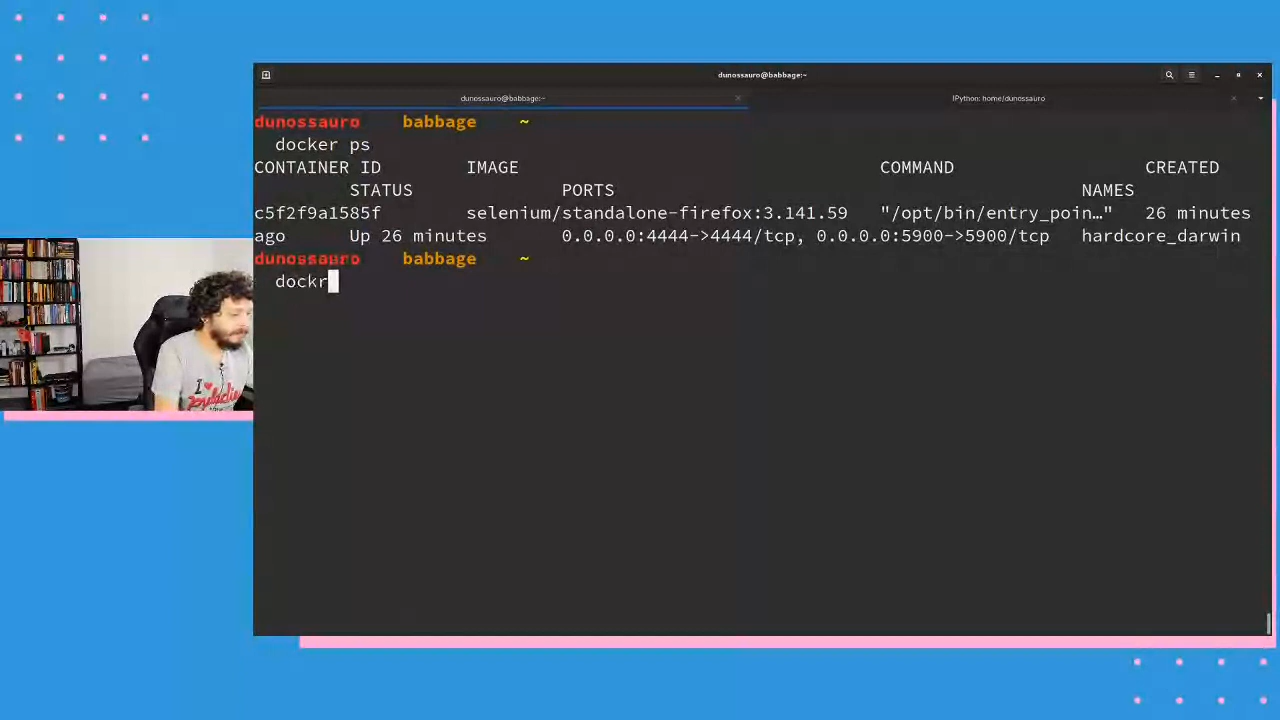 dunossauro@babbage:~
dunossauro@babbage:~
IPython: home/dunossauro
dunossauro babbage ~
docker ps
CONTAINER ID IMAGE COMMAND CREATED
STATUS PORTS NAMES
c5f2f9a1585f selenium/standalone-firefox:3.141.59 "/opt/bin/entry_poin…" 26 minutes
ago Up 26 minutes 0.0.0.0:4444->4444/tcp, 0.0.0.0:5900->5900/tcp hardcore_darwin
dunossauro babbage ~
dockr
I